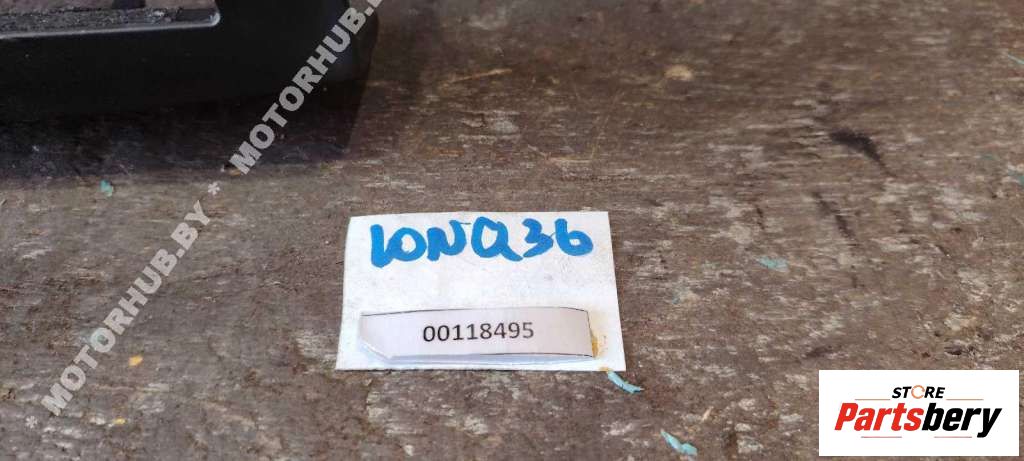 MOTORHUB.BY * MOTORHUB.BY
IONQ36
00118495
STORE
Partsbery